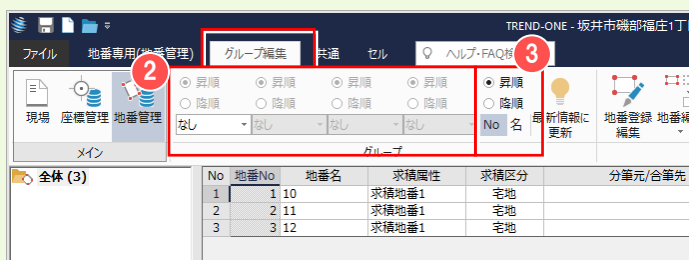 TREND-ONE - 坂井市磯部福庄1丁
ファイル 地番専用(地番管理) グループ編集 共通 セル ヘルプ・FAQ検
2 3
昇順 昇順 昇順 昇順 昇順
降順 降順 降順 降順 降順
なし なし なし なし No 名
現場 座標管理 地番管理 最新情報に更新 地番登録編集 地番編
メイン グループ
全体 (3)
No 地番No 地番名 求積属性 求積区分 分筆元/合筆先
1 1 10 求積地番1 宅地
2 2 11 求積地番1 宅地
3 3 12 求積地番1 宅地